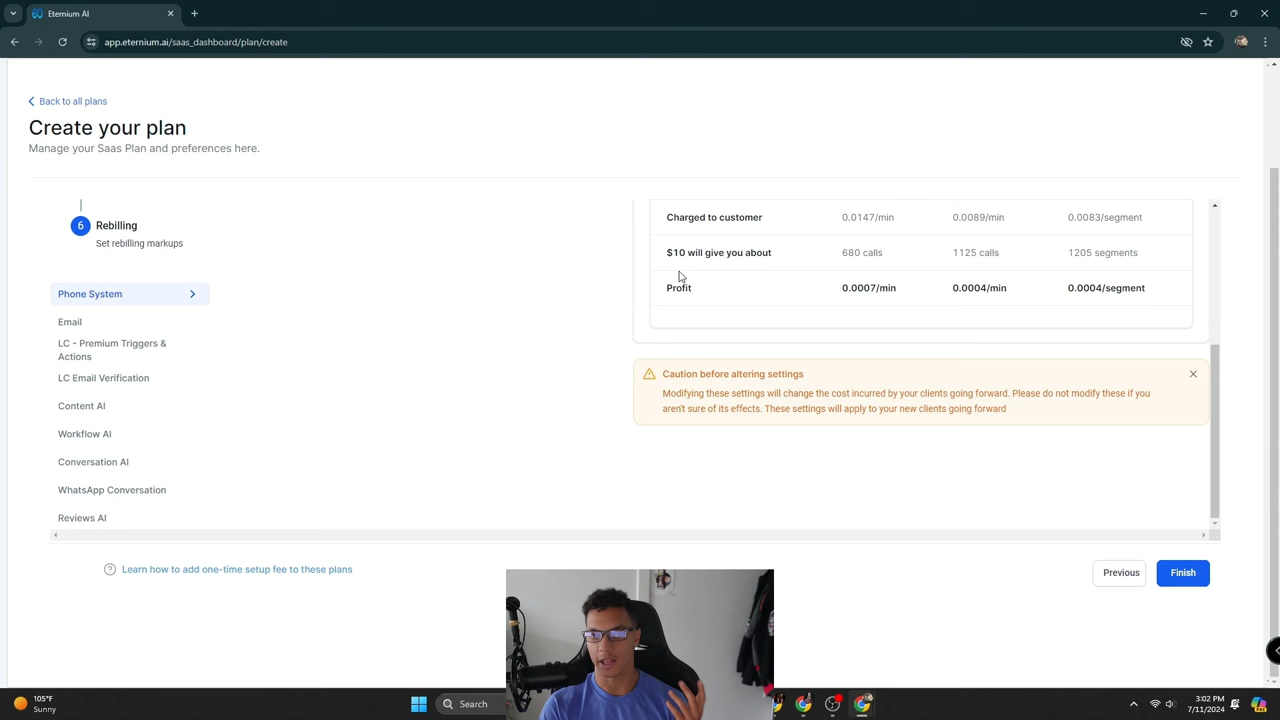 Eternium AI
app.eternium.ai/saas_dashboard/plan/create
Back to all plans
Create your plan
Manage your Saas Plan and preferences here.
6 Rebilling
Set rebilling markups
Phone System
Email
LC - Premium Triggers &
Actions
LC Email Verification
Content AI
Workflow AI
Conversation AI
WhatsApp Conversation
Reviews AI
Charged to customer 0.0147/min 0.0089/min 0.0083/segment
$10 will give you about 680 calls 1125 calls 1205 segments
Profit 0.0007/min 0.0004/min 0.0004/segment
Caution before altering settings
Modifying these settings will change the cost incurred by your clients going forward. Please do not modify these if you
aren't sure of its effects. These settings will apply to your new clients going forward
Learn how to add one-time setup fee to these plans
Previous
Finish
105°F
Sunny
Search
3:02 PM
7/11/2024